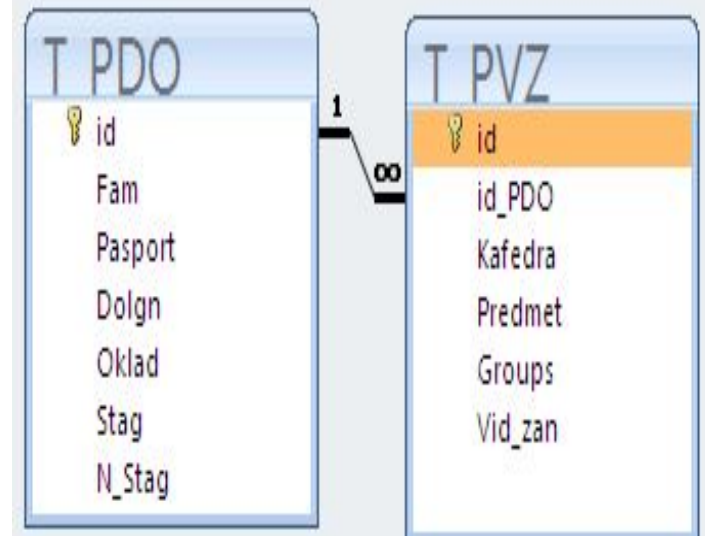 T_PDO
id
Fam
Pasport
Dolgn
Oklad
Stag
N_Stag
1
∞
T_PVZ
id
id_PDO
Kafedra
Predmet
Groups
Vid_zan